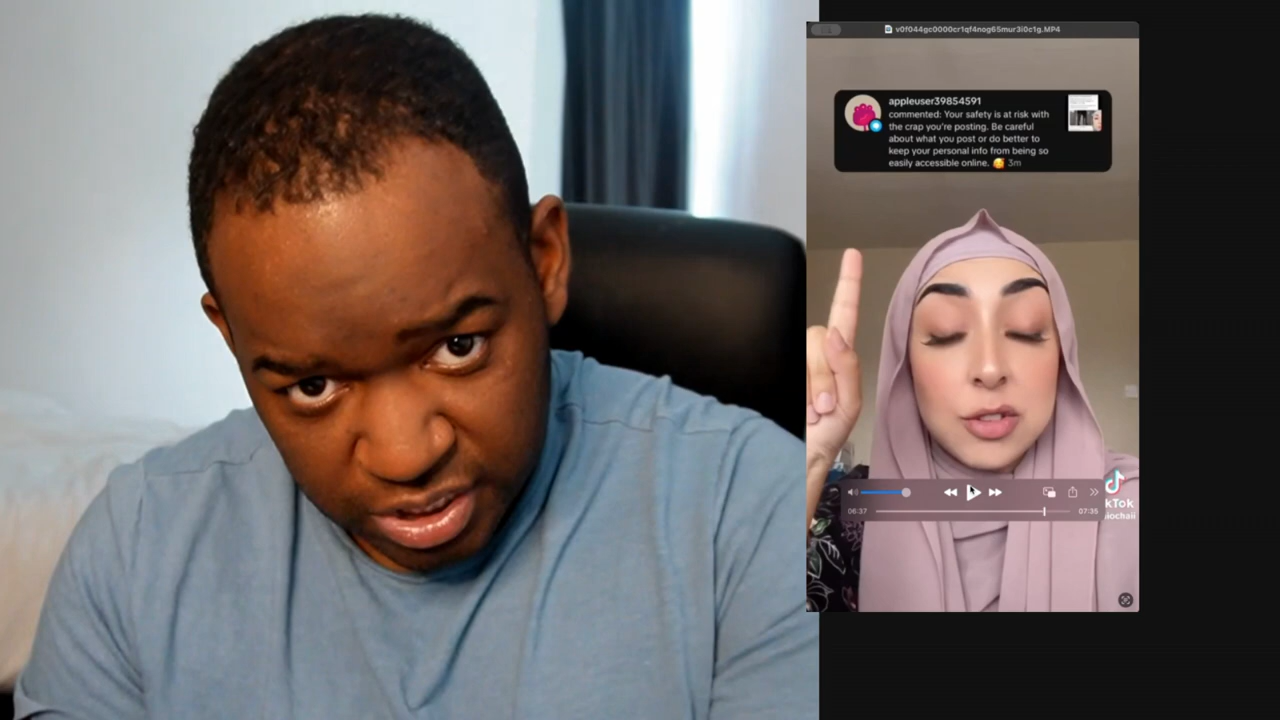 v0f044gc0000cr1qf4nog65mur3i0c1g.MP4
appleuser39854591
commented: Your safety is at risk with
the crap you're posting. Be careful
about what you post or do better to
keep your personal info from being so
easily accessible online. 🥰 3m
06:37
07:35
kTok
iochaii